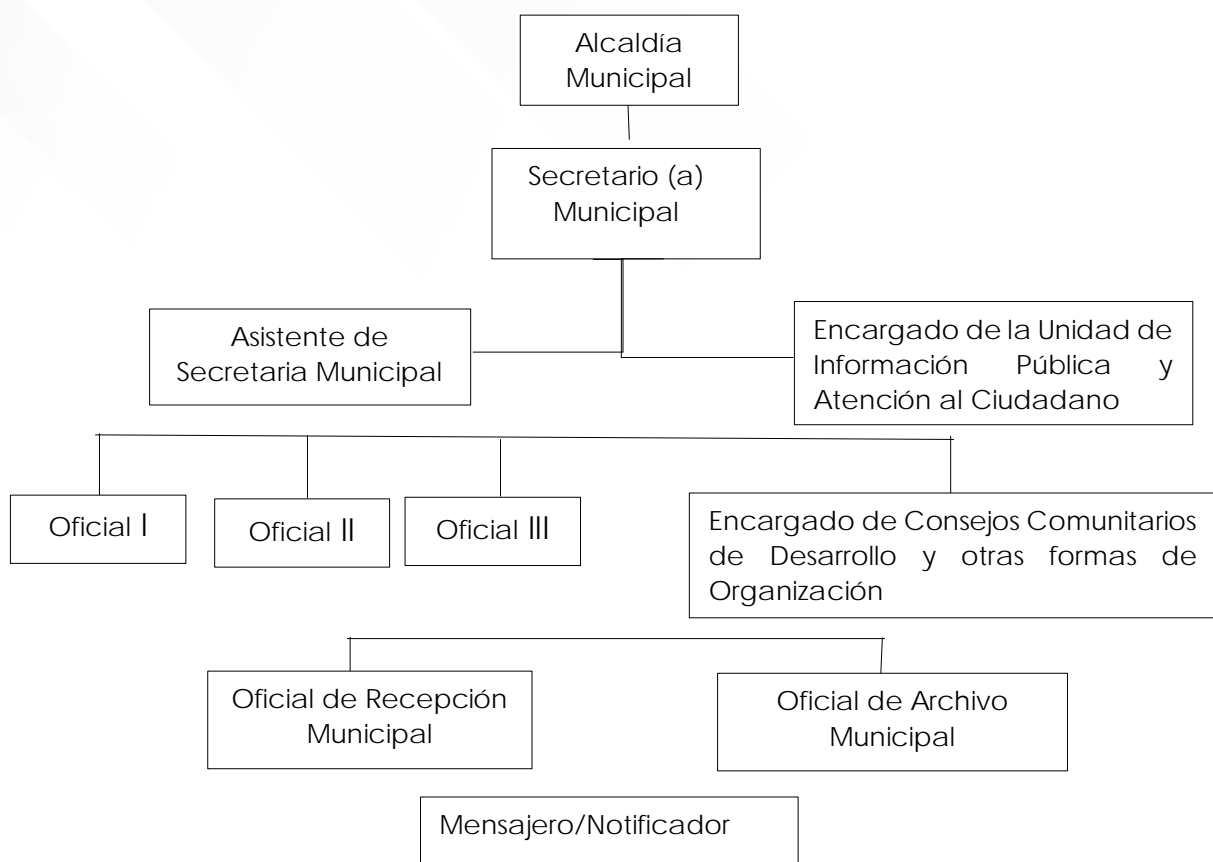 Alcaldía
Municipal
Secretario (a)
Municipal
Asistente de
Secretaria Municipal
Encargado de la Unidad de
Información Pública y
Atención al Ciudadano
Oficial I
Oficial II
Oficial III
Encargado de Consejos Comunitarios
de Desarrollo y otras formas de
Organización
Oficial de Recepción
Municipal
Oficial de Archivo
Municipal
Mensajero/Notificador